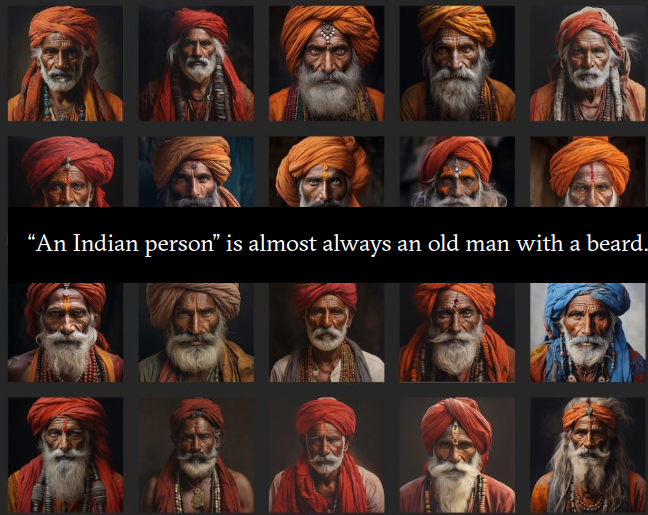 “An Indian person” is almost always an old man with a beard.